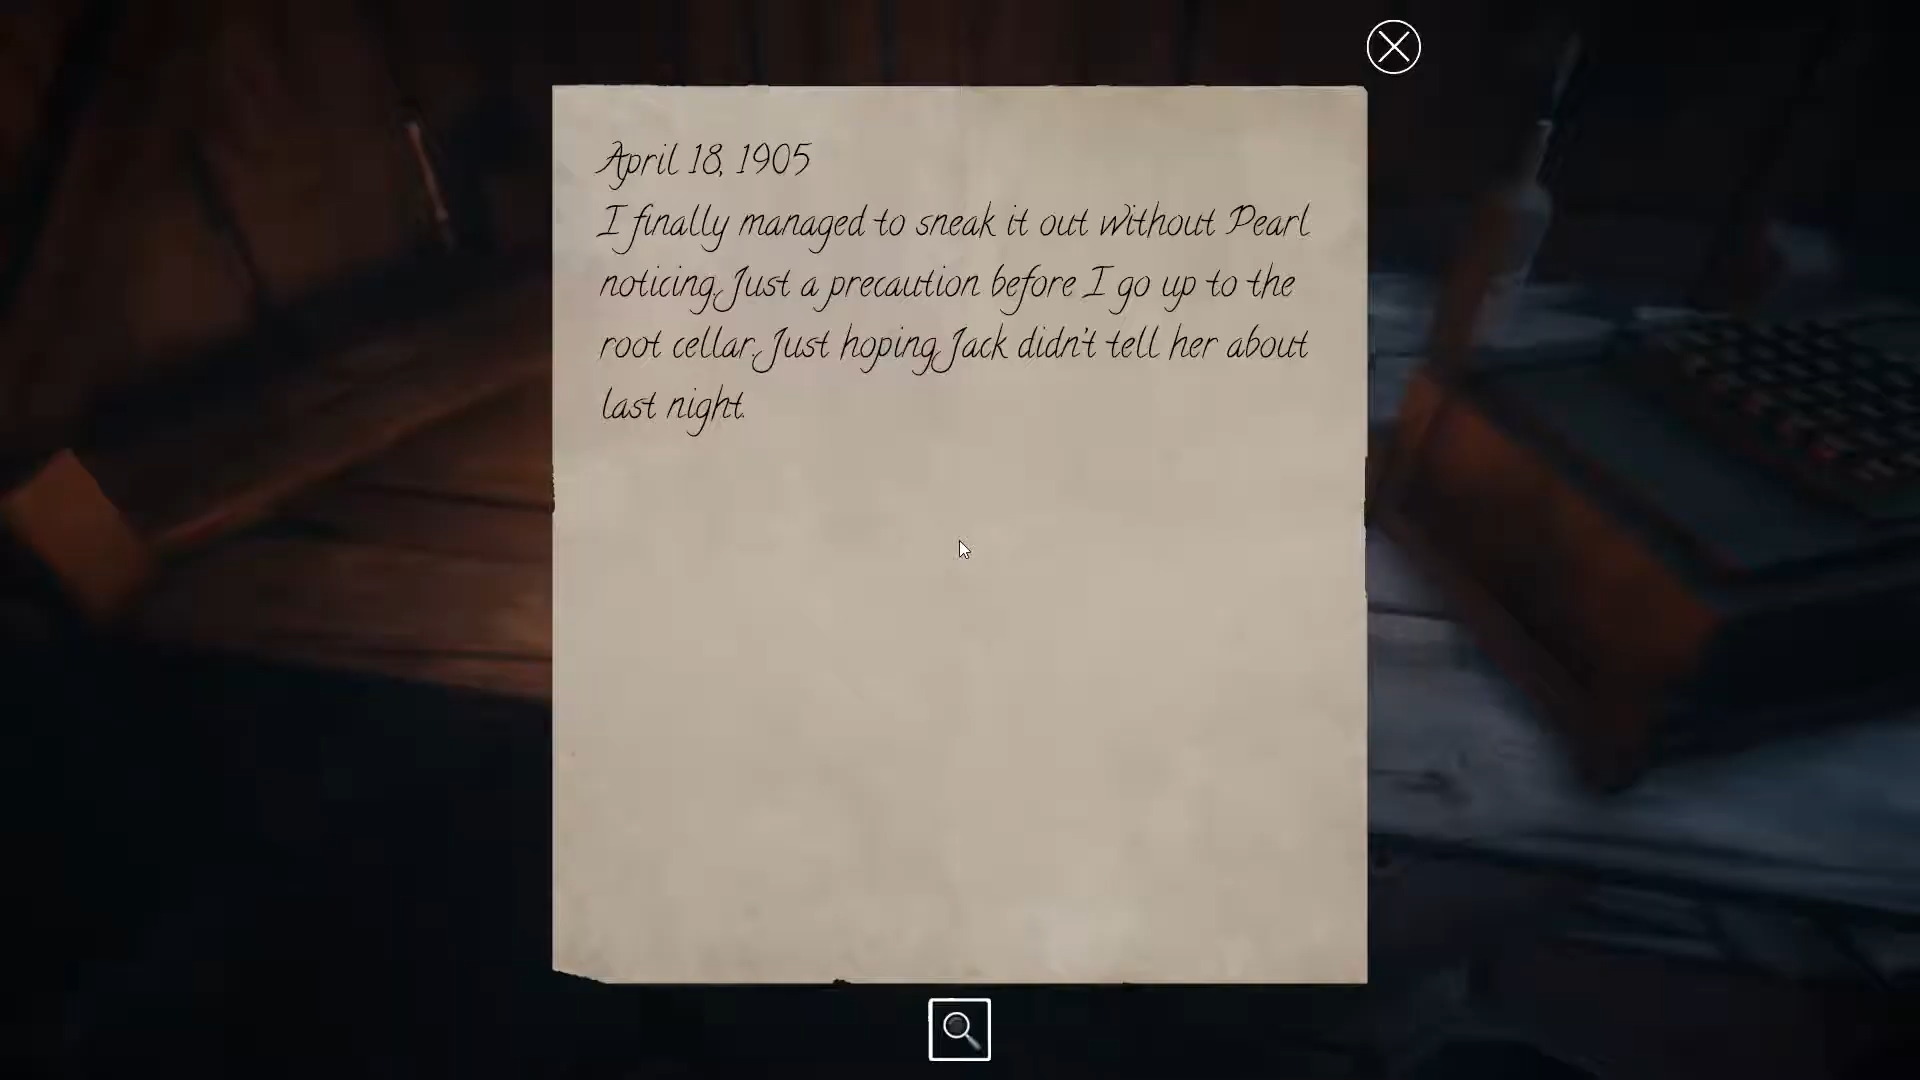 April 18, 1905
I finally managed to sneak it out without Pearl
noticing. Just a precaution before I go up to the
root cellar. Just hoping Jack didn't tell her about
last night.